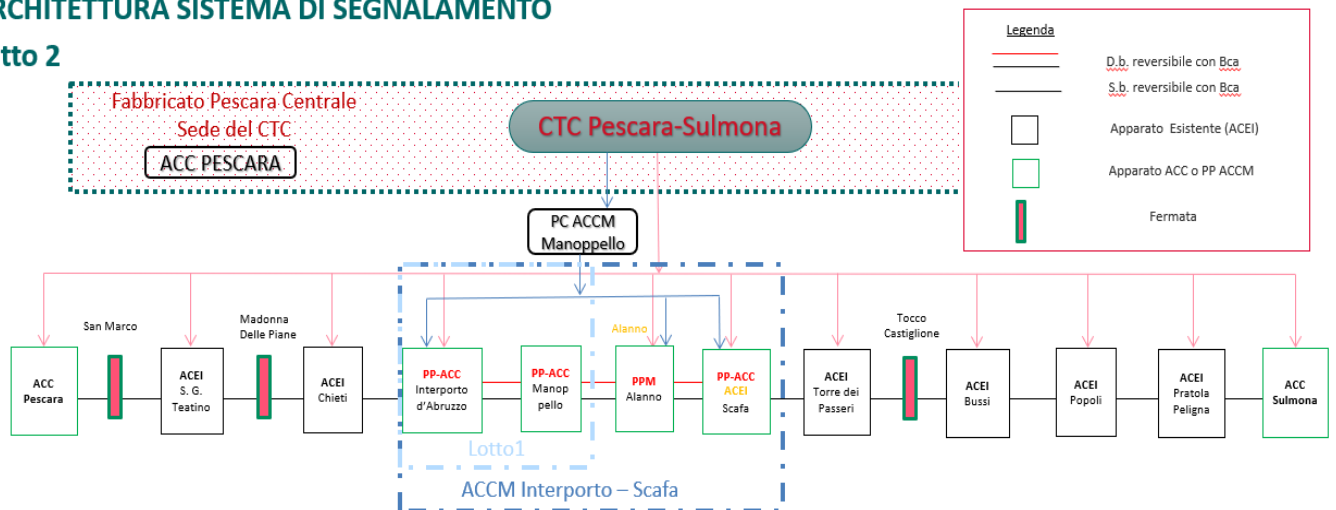 RCHITETTURA SISTEMA DI SEGNALAMENTO
tto 2
Legenda
D.b. reversibile con Bca
S.b. reversibile con Bca
Apparato Esistente (ACEI)
Apparato ACC o PP ACCM
Fermata
Fabbricato Pescara Centrale
Sede del CTC
ACC PESCARA
CTC Pescara-Sulmona
PC ACCM
Manoppello
San Marco
Madonna
Delle Piane
Alanno
Tocco
Castiglione
ACC
Pescara
ACEI
S. G.
Teatino
ACEI
Chieti
PP-ACC
Interporto
d'Abruzzo
PP-ACC
Manop
pello
PPM
Alanno
PP-ACC
ACEI
Scafa
ACEI
Torre dei
Passeri
ACEI
Bussi
ACEI
Popoli
ACEI
Pratola
Peligna
ACC
Sulmona
Lotto1
ACCM Interporto – Scafa